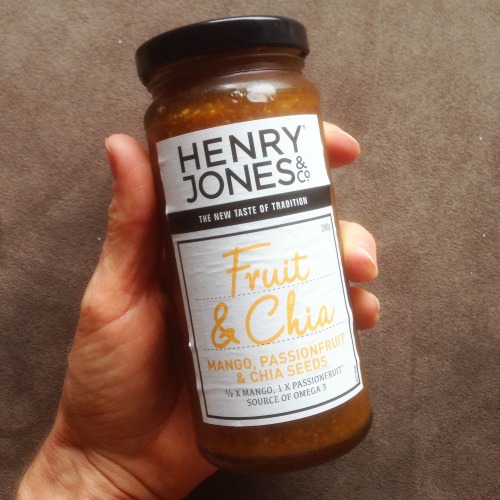 HENRY
JONES & Co
THE NEW TASTE OF TRADITION
Fruit
& Chia
MANGO, PASSIONFRUIT
& CHIA SEEDS
½ X MANGO, 1 X PASSIONFRUIT
SOURCE OF OMEGA 3